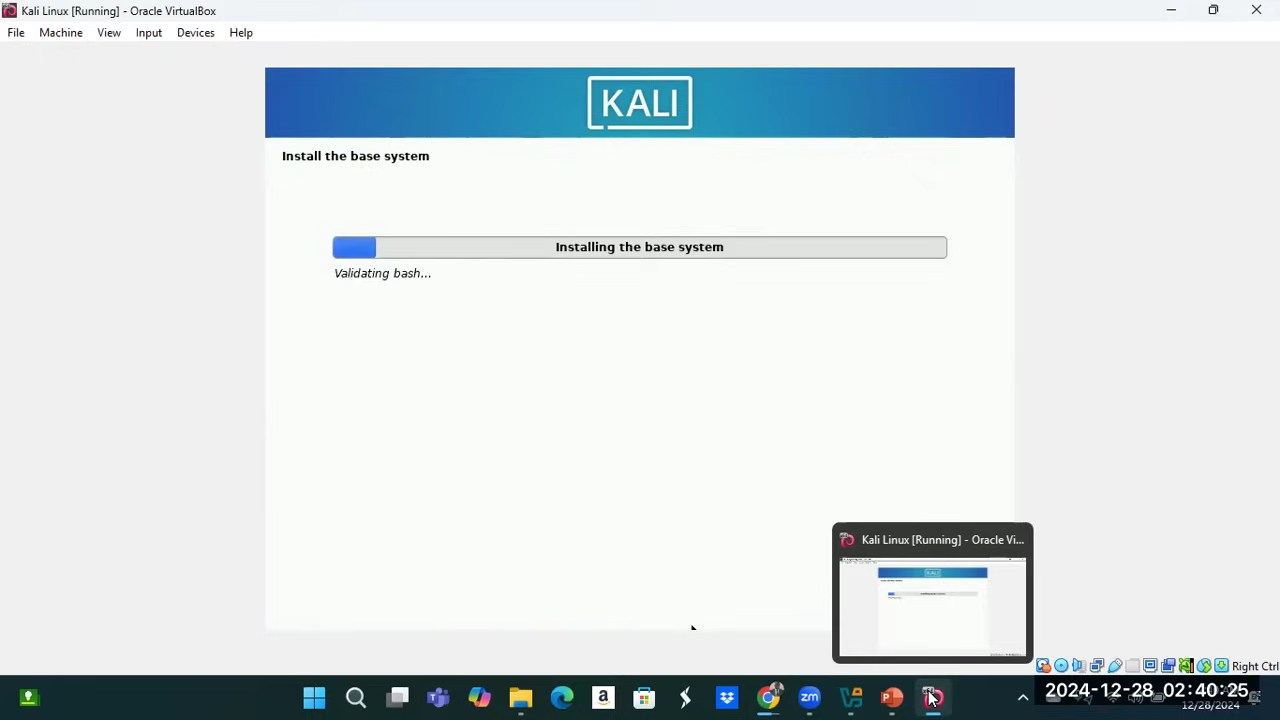 Kali Linux [Running] - Oracle VirtualBox
File Machine View Input Devices Help
KALI
Install the base system
Installing the base system
Validating bash...
Kali Linux [Running] - Oracle Vi...
KALI
Right Ctrl
2024-12-28 02:40:25
12/28/2024